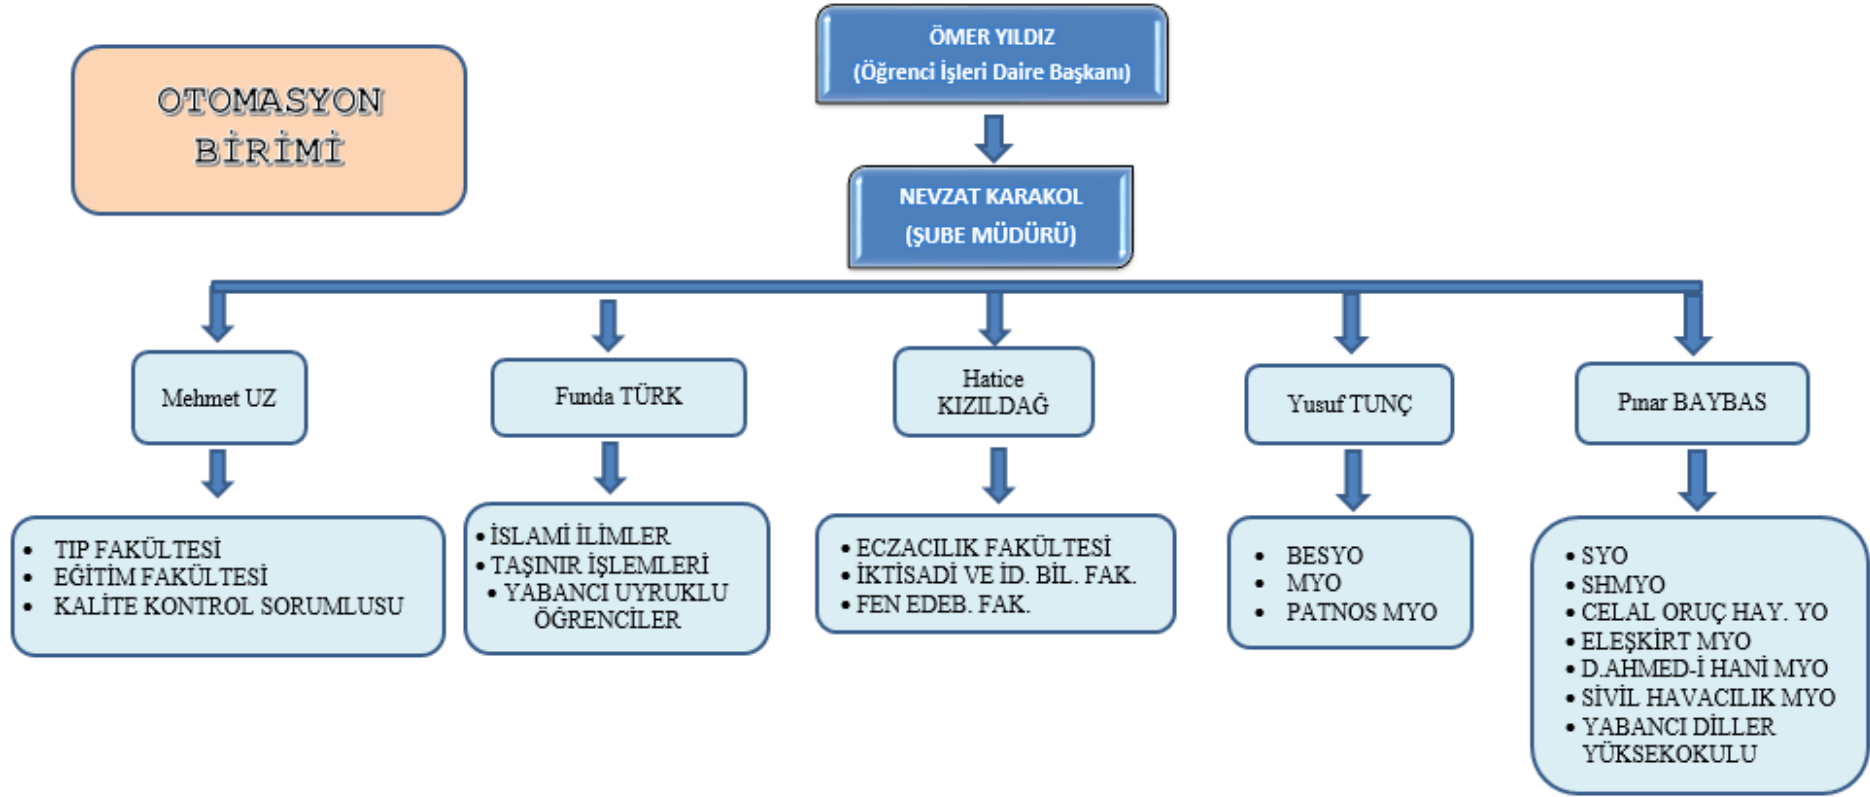 OTOMASYON
BİRİMİ
ÖMER YILDIZ
(Öğrenci İşleri Daire Başkanı)
NEVZAT KARAKOL
(ŞUBE MÜDÜRÜ)
Mehmet UZ
Funda TÜRK
Hatice
KIZILDAĞ
Yusuf TUNÇ
Pınar BAYBAS
• TIP FAKÜLTESİ
• EĞİTİM FAKÜLTESİ
• KALİTE KONTROL SORUMLUSU
• İSLAMİ İLİMLER
• TAŞINIR İŞLEMLERİ
• YABANCI UYRUKLU
ÖĞRENCİLER
• ECZACILIK FAKÜLTESİ
• İKTİSADİ VE İD. BİL. FAK.
• FEN EDEB. FAK.
• BESYO
• MYO
• PATNOS MYO
• SYO
• SHMYO
• CELAL ORUÇ HAY. YO
• ELEŞKİRT MYO
• D.AHMED-İ HANİ MYO
• SİVİL HAVACILIK MYO
• YABANCI DİLLER
YÜKSEKOKULU